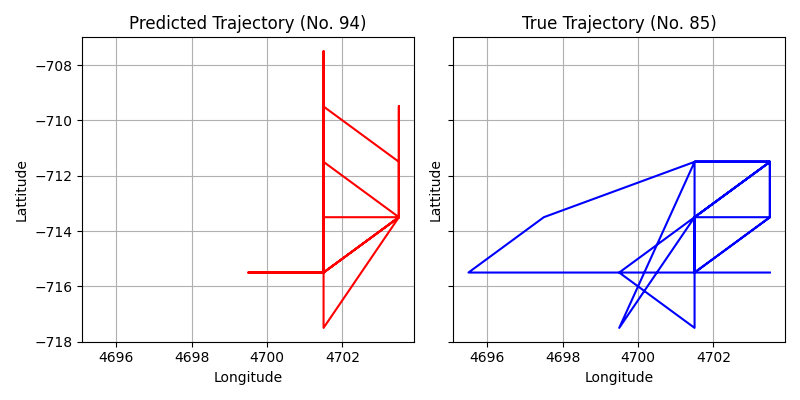 Predicted Trajectory (No. 94)
True Trajectory (No. 85)
Lattitude
−708
−710
−712
−714
−716
−718
4696
4698
4700
4702
Longitude
Lattitude
4696
4698
4700
4702
Longitude